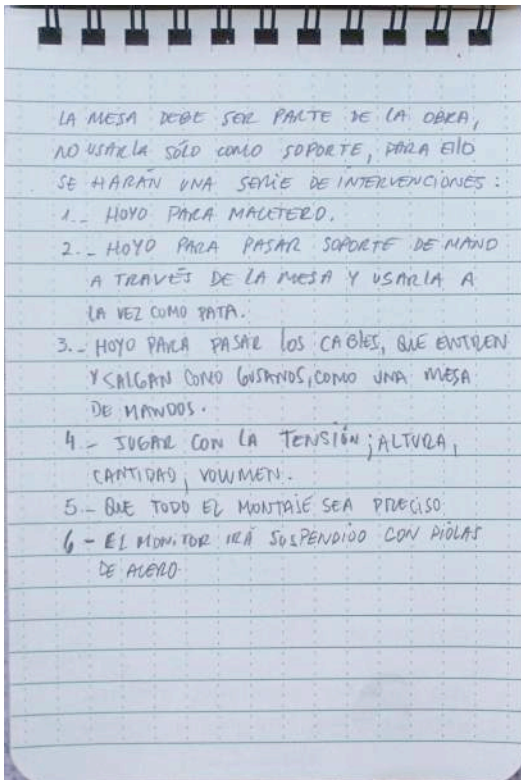 LA MESA DEBE SER PARTE DE LA OBRA,
NO USARLA SÓLO COMO SOPORTE, PARA EllO
SE HARÁN UNA SERIE DE INTERVENCIONES:
1.- HOYO PARA MACETERO.
2.- HOYO PARA PASAR SOPORTE DE MANO
A TRAVÉS DE LA MESA Y USARLA A
LA VEZ COMO PATA.
3.- HOYO PARA PASAR LOS CABLES, QUE ENTREN
Y SALGAN COMO GUSANOS, COMO UNA MESA
DE MANDOS.
4.- JUGAR CON LA TENSIÓN; ALTURA,
CANTIDAD, VOLUMEN.
5.- QUE TODO EL MONTAJE SEA PRECISO
6- EL MONITOR IRÁ SUSPENDIDO CON PIOLAS
DE ACERO.